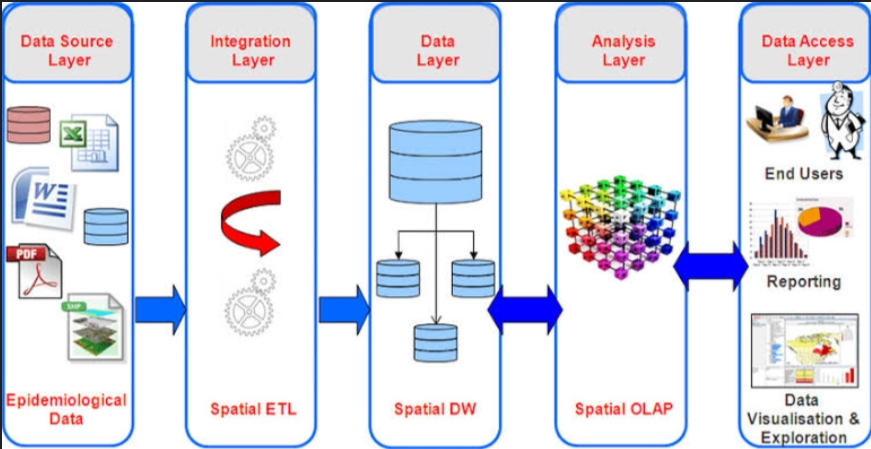 Data Source
Layer
Integration
Layer
Data
Layer
Analysis
Layer
Data Access
Layer
X
W
PDF
SHP
End Users
Reporting
Epidemiological
Data
Spatial ETL
Spatial DW
Spatial OLAP
Data
Visualisation &
Exploration